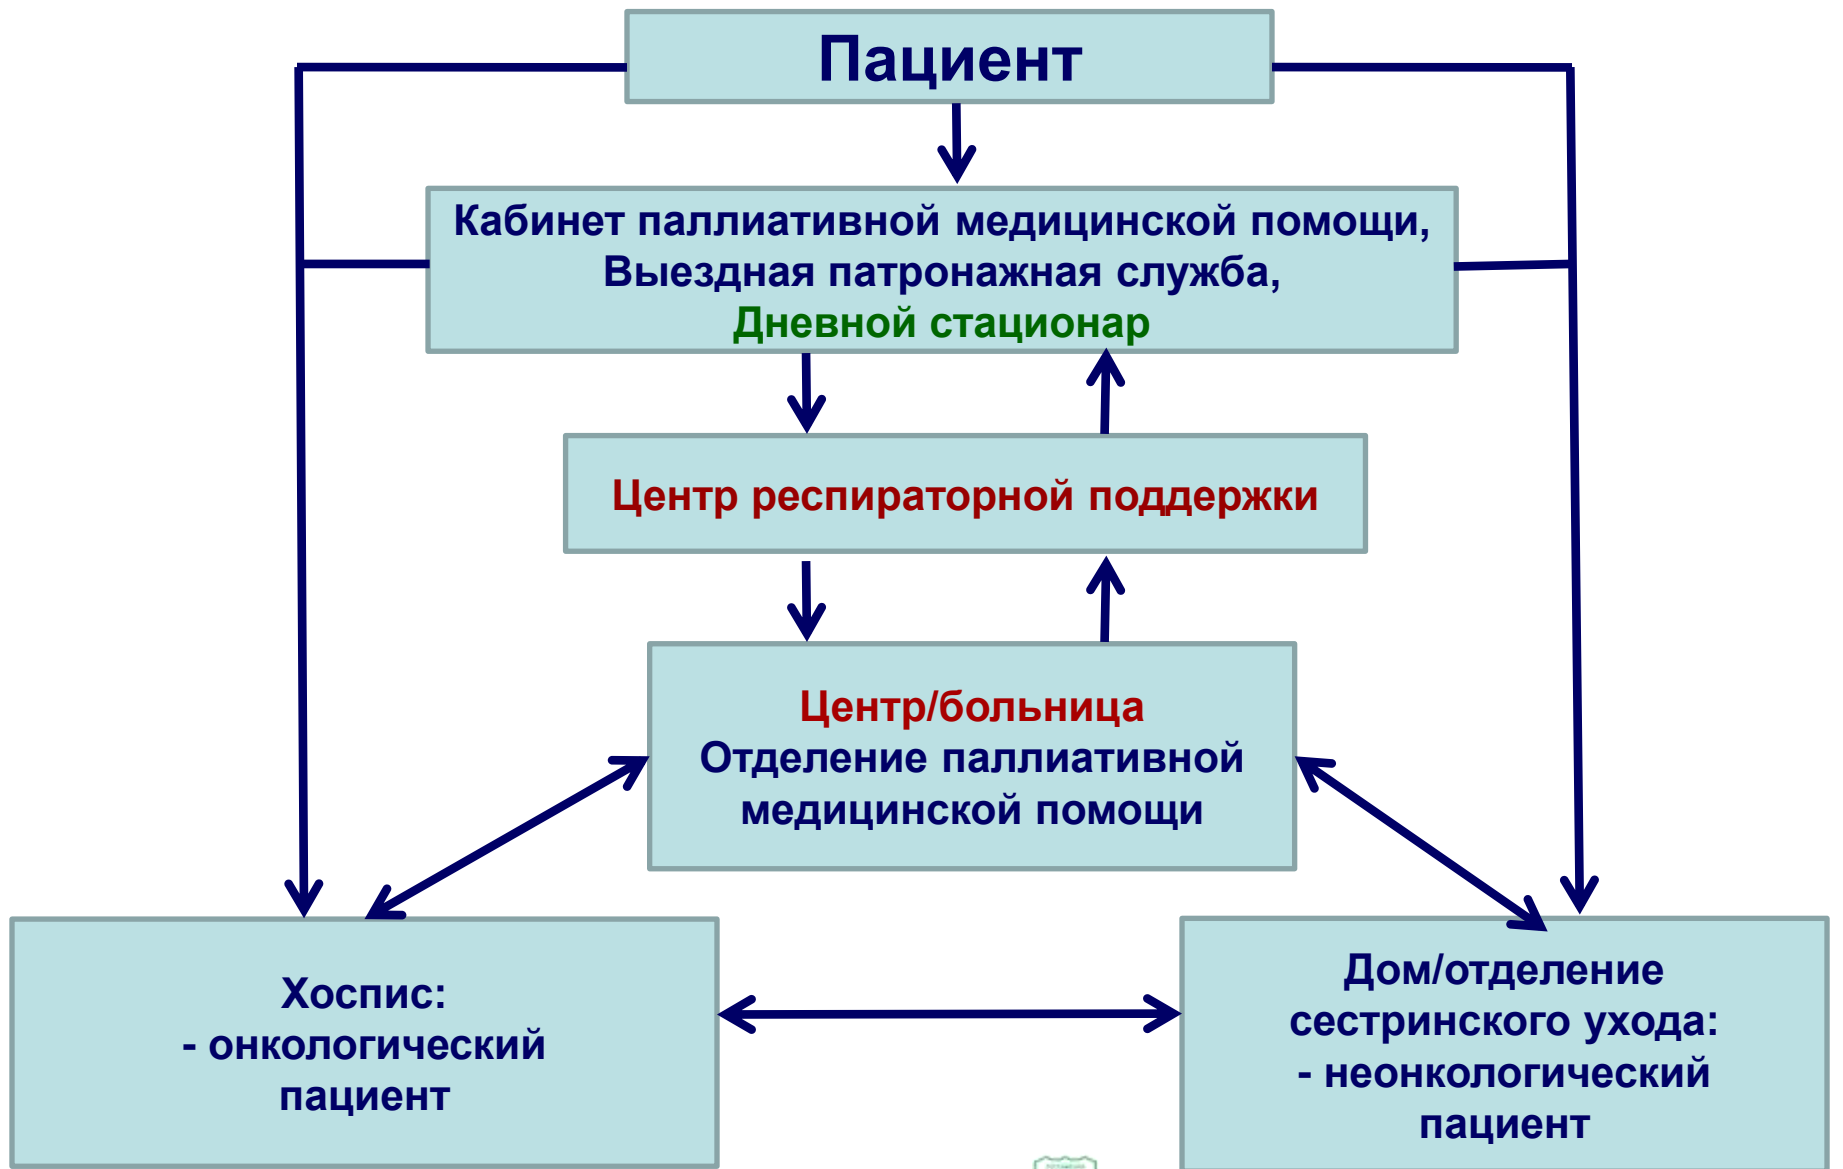 Пациент
Кабинет паллиативной медицинской помощи,
Выездная патронажная служба,
Дневной стационар
Центр респираторной поддержки
Центр/больница
Отделение паллиативной
медицинской помощи
Хоспис:
- онкологический
пациент
Дом/отделение
сестринского ухода:
- неонкологический
пациент